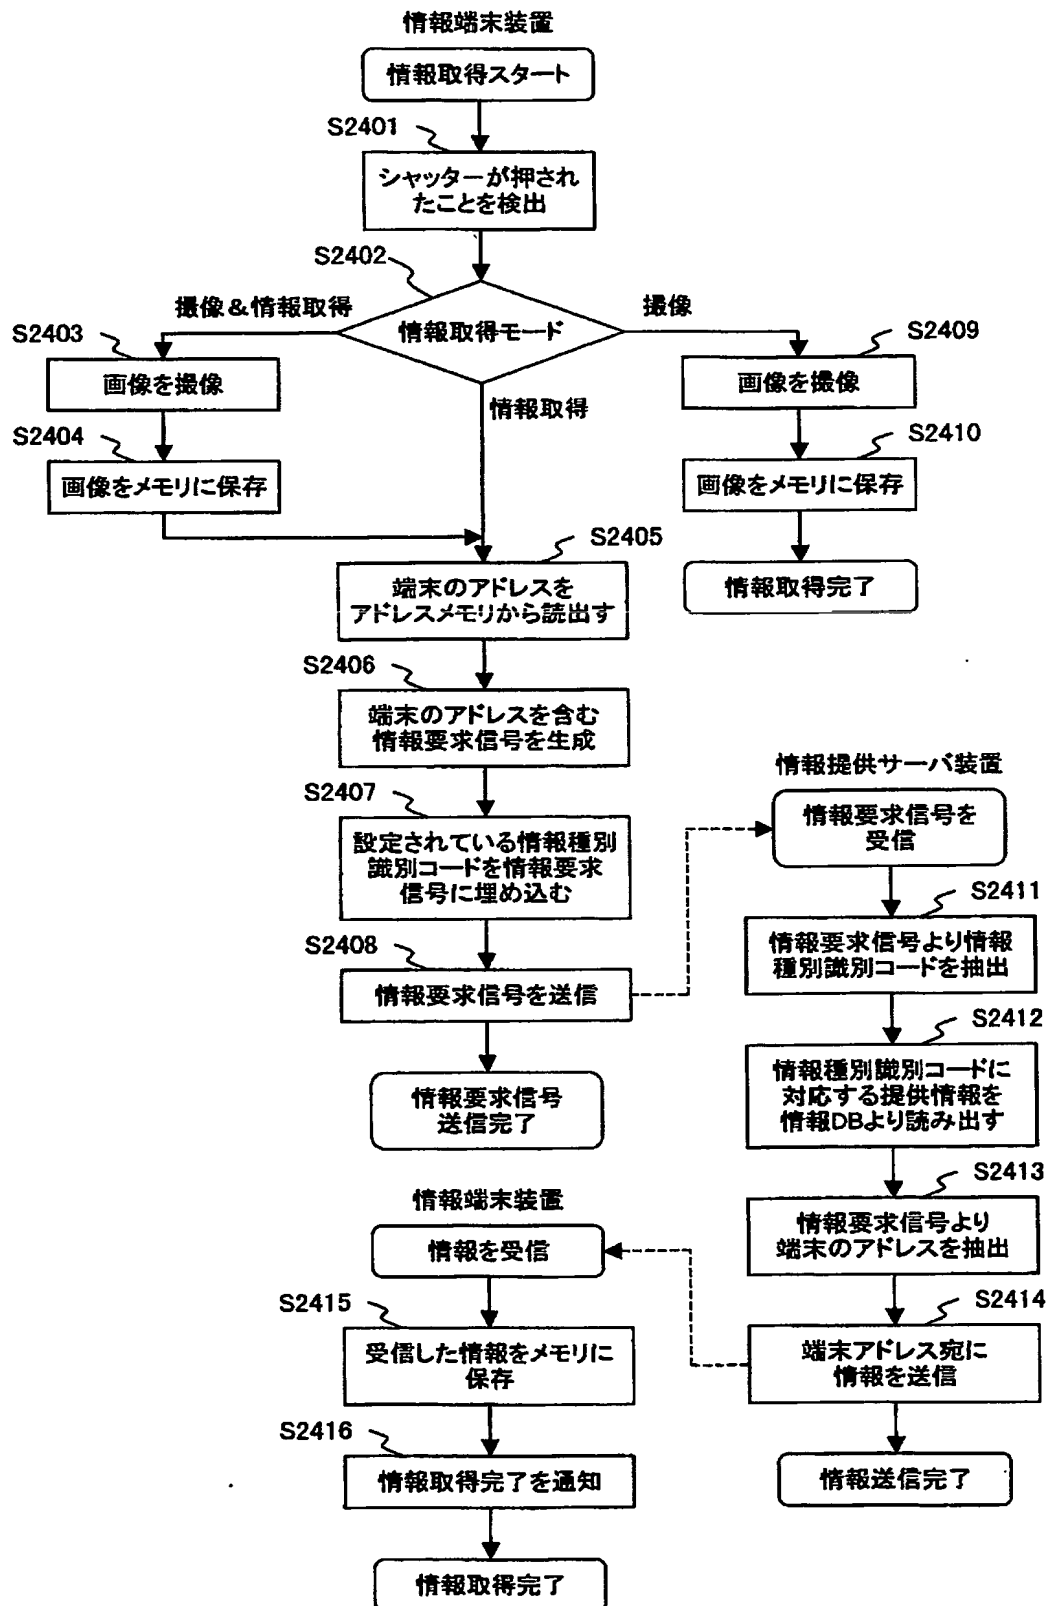 情報端末装置
情報取得スタート
S2401
シャッターが押され
たことを検出
S2402
情報取得モード
撮像＆情報取得
撮像
情報取得
S2403
画像を撮像
S2404
画像をメモリに保存
S2409
画像を撮像
S2410
画像をメモリに保存
情報取得完了
S2405
端末のアドレスを
アドレスメモリから読出す
S2406
端末のアドレスを含む
情報要求信号を生成
S2407
設定されている情報種別
識別コードを情報要求
信号に埋め込む
S2408
情報要求信号を送信
情報要求信号
送信完了
情報提供サーバ装置
情報要求信号を
受信
S2411
情報要求信号より情報
種別識別コードを抽出
S2412
情報種別識別コードに
対応する提供情報を
情報DBより読み出す
S2413
情報要求信号より
端末のアドレスを抽出
S2414
端末アドレス宛に
情報を送信
情報送信完了
情報端末装置
情報を受信
S2415
受信した情報をメモリに
保存
S2416
情報取得完了を通知
情報取得完了